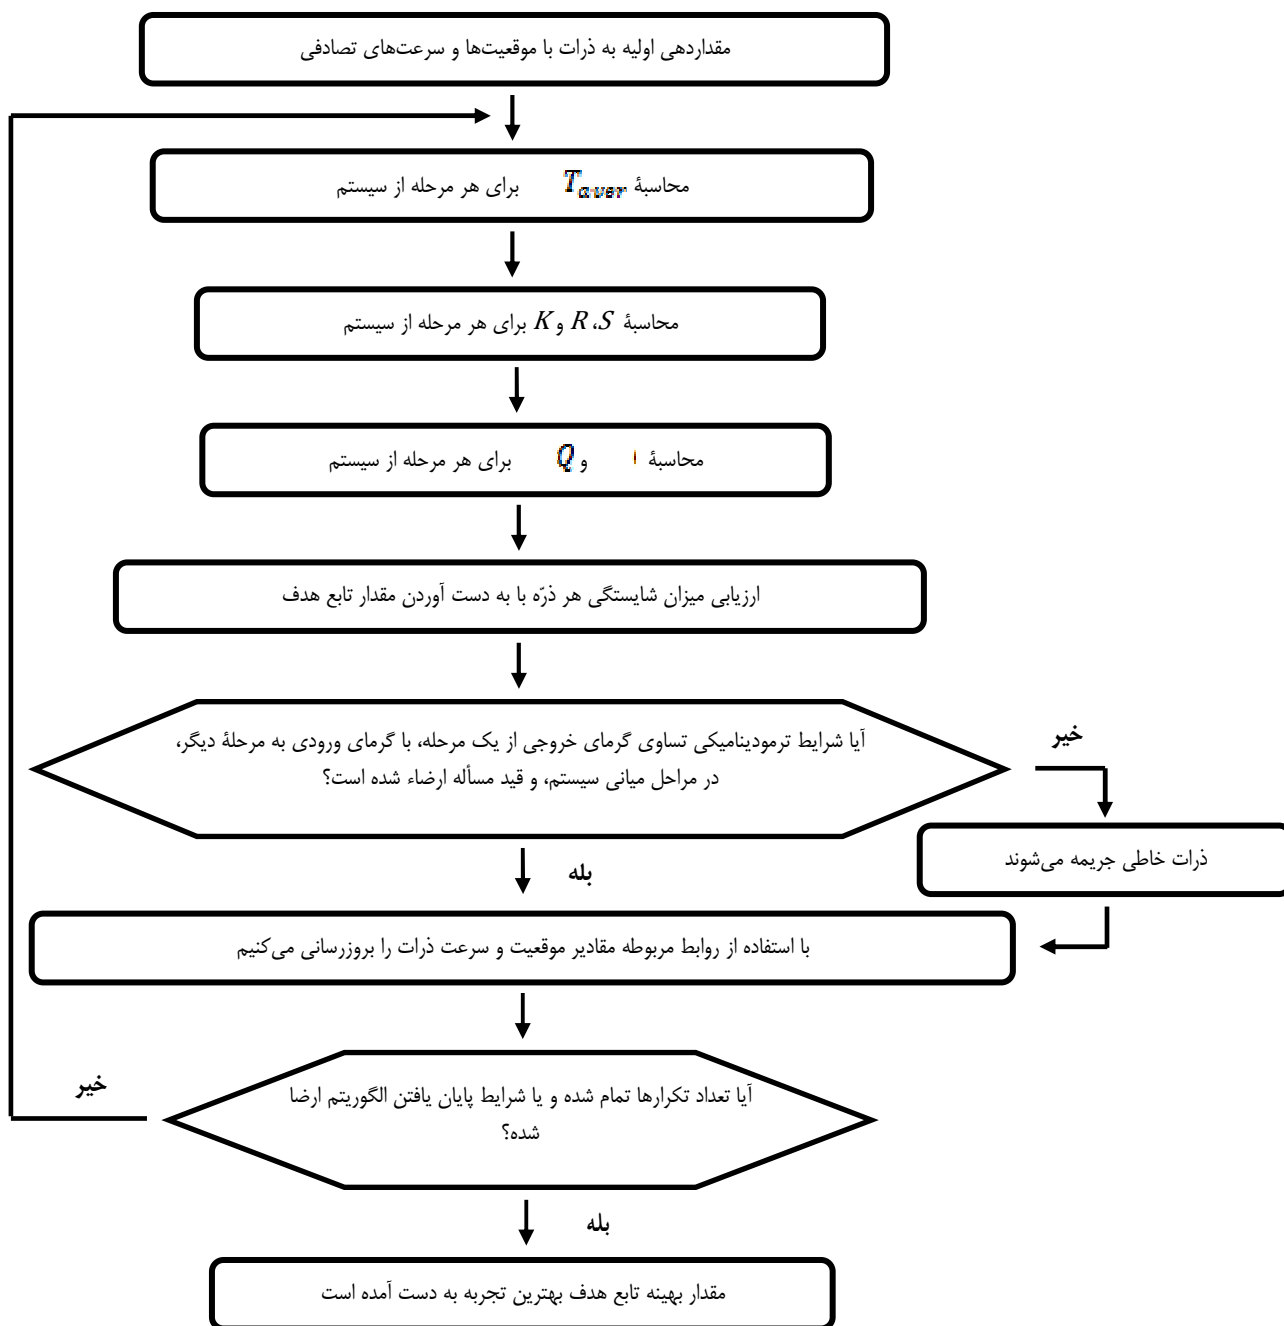 مقداردهی اولیه به ذرات با موقعیت‌ها و سرعت‌های تصادفی
محاسبهٔ T_aver برای هر مرحله از سیستم
محاسبهٔ R ،S و K برای هر مرحله از سیستم
محاسبهٔ و Q برای هر مرحله از سیستم
ارزیابی میزان شایستگی هر ذرّه با به دست آوردن مقدار تابع هدف
آیا شرایط ترمودینامیکی تساوی گرمای خروجی از یک مرحله، با گرمای ورودی به مرحلهٔ دیگر،
در مراحل میانی سیستم، و قید مسأله ارضاء شده است؟
خیر
ذرات خاطی جریمه می‌شوند
بله
با استفاده از روابط مربوطه مقادیر موقعیت و سرعت ذرات را بروزرسانی می‌کنیم
آیا تعداد تکرارها تمام شده و یا شرایط پایان یافتن الگوریتم ارضا
شده؟
خیر
بله
مقدار بهینه تابع هدف بهترین تجربه به دست آمده است